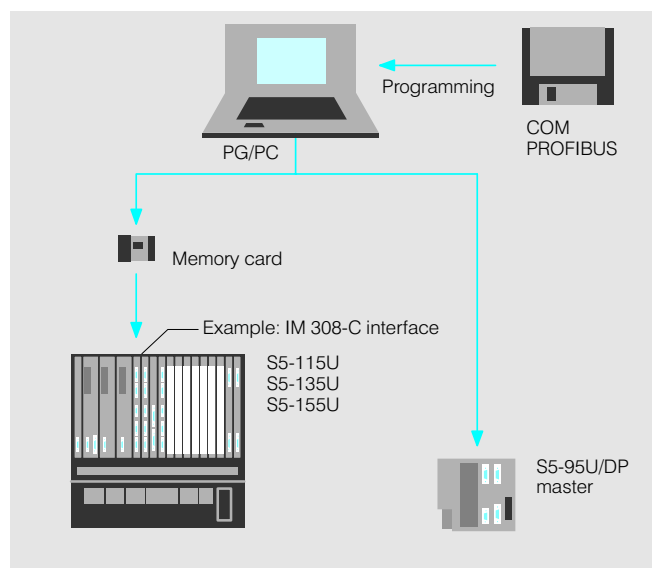 Programming
COM
PROFIBUS
PG/PC
Memory card
Example: IM 308-C interface
S5-115U
S5-135U
S5-155U
S5-95U/DP
master